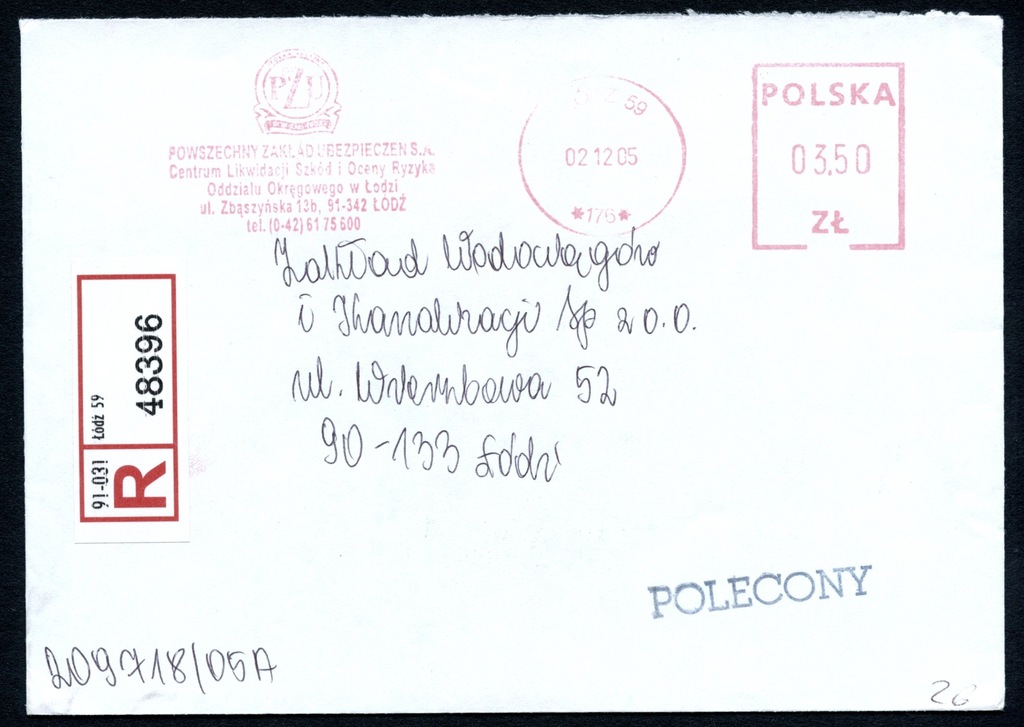 PZU
POWSZECHNY ZAKŁAD UBEZPIECZEŃ S.A.
Centrum Likwidacji Szkód i Oceny Ryzyka
Oddziału Okręgowego w Łodzi
ul. Zbąszyńska 13b, 91-342 ŁÓDŹ
tel. (0-42) 61 75 600
59
02 12 05
*176*
POLSKA
03,50
ZŁ
Zakład Wodociągów
i Kanalizacji Sp z o.o.
ul. Wierzbowa 52
90-133 Łódź
91-031 Łódź 59
R 48396
POLECONY
209718/05A
26